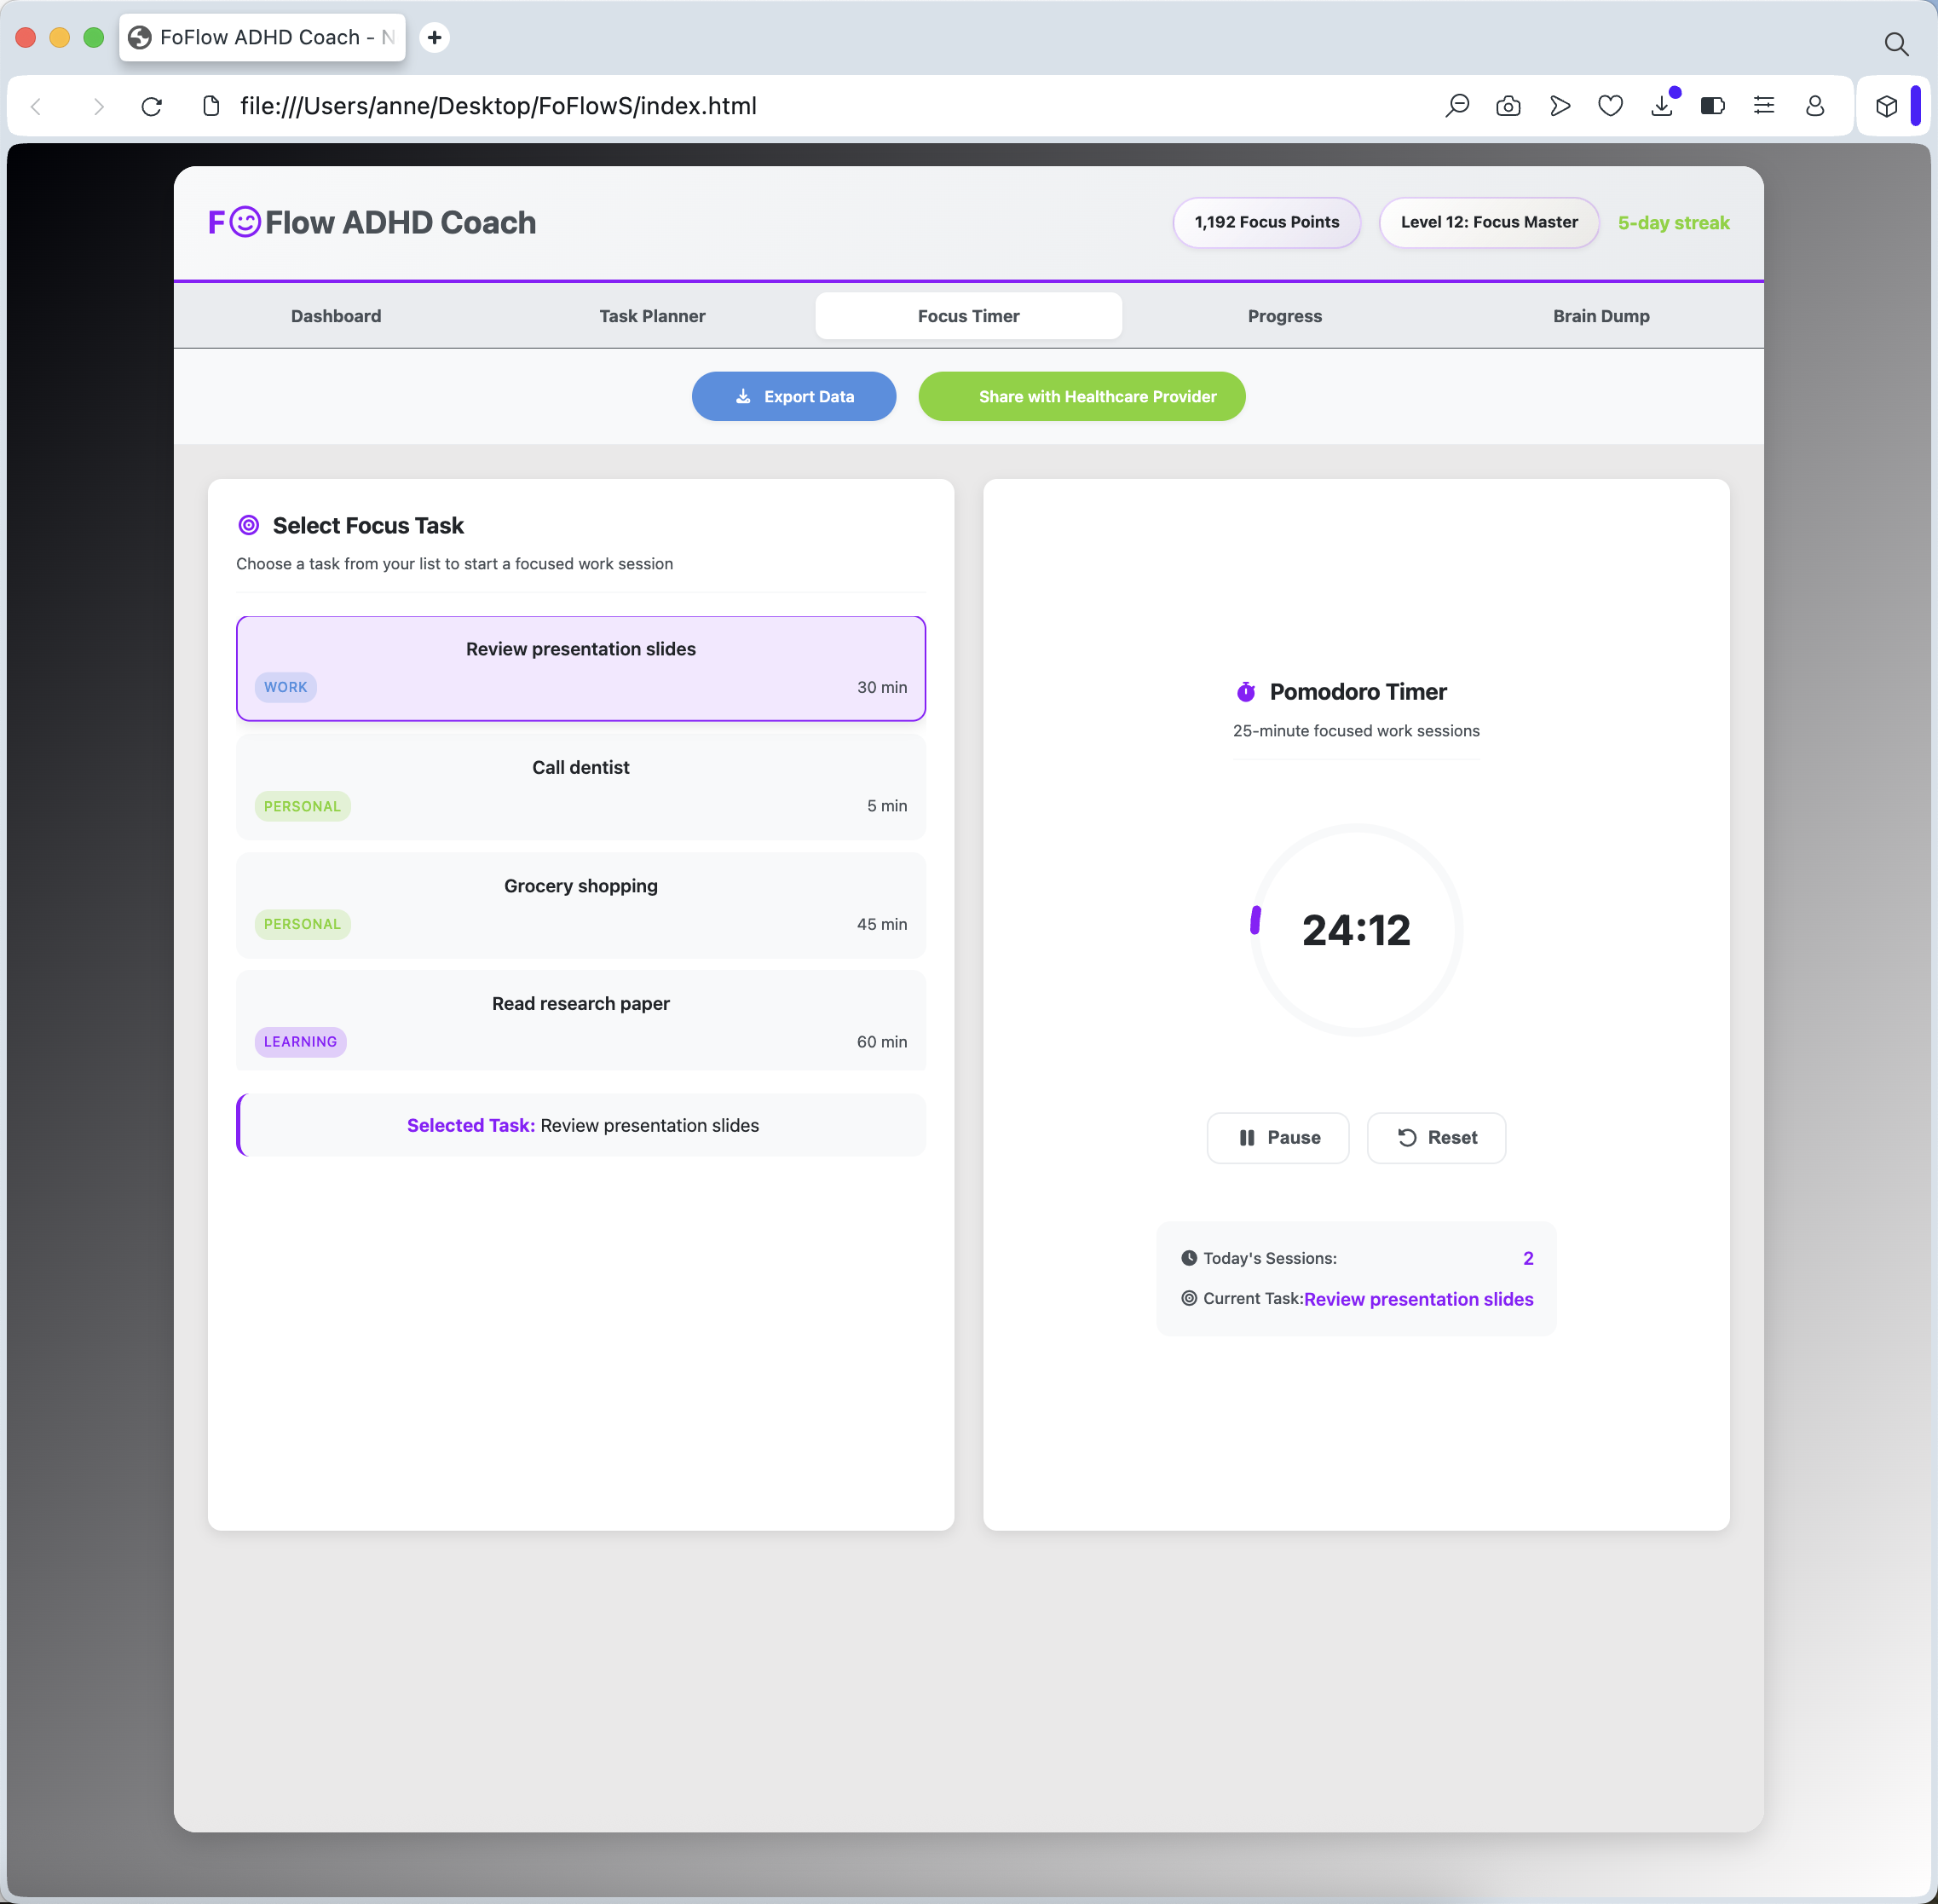 FoFlow ADHD Coach - N
file:///Users/anne/Desktop/FoFlowS/index.html
F Flow ADHD Coach
1,192 Focus Points
Level 12: Focus Master
5-day streak
Dashboard
Task Planner
Focus Timer
Progress
Brain Dump
Export Data
Share with Healthcare Provider
Select Focus Task
Choose a task from your list to start a focused work session
Review presentation slides
WORK
30 min
Call dentist
PERSONAL
5 min
Grocery shopping
PERSONAL
45 min
Read research paper
LEARNING
60 min
Selected Task: Review presentation slides
Pomodoro Timer
25-minute focused work sessions
24:12
Pause
Reset
Today's Sessions: 2
Current Task:Review presentation slides